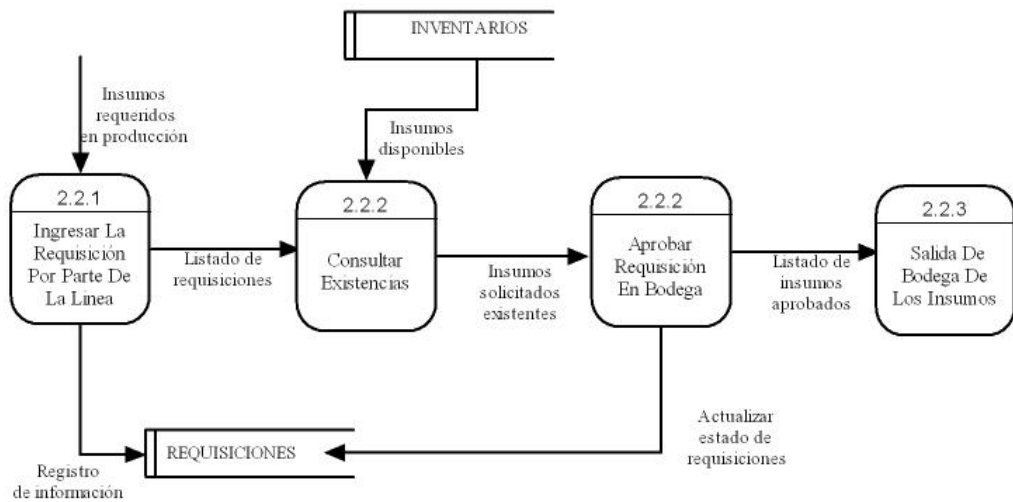 INVENTARIOS
Insumos
requeridos
en producción
Insumos
disponibles
2.2.1
Ingresar La
Requisición
Por Parte De
La Linea
Listado de
requisiciones
2.2.2
Consultar
Existencias
Insumos
solicitados
existentes
2.2.2
Aprobar
Requisición
En Bodega
Listado de
insumos
aprobados
2.2.3
Salida De
Bodega De
Los Insumos
Registro
de información
REQUISICIONES
Actualizar
estado de
requisiciones